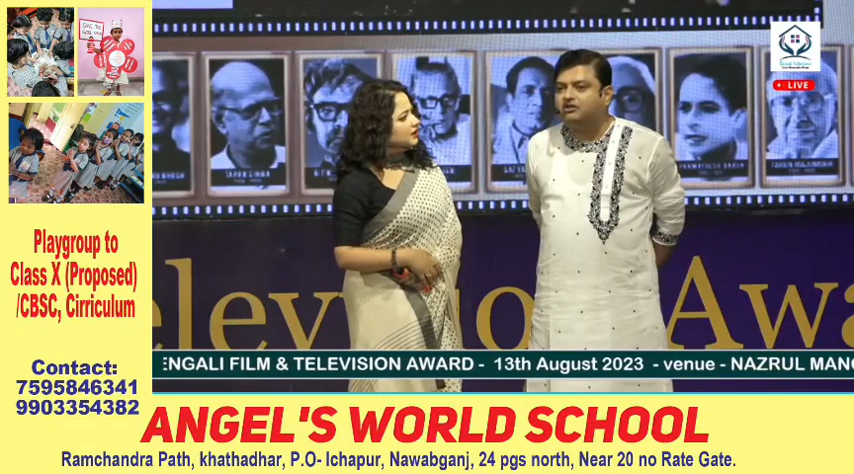 SAVE THE
GIRL CHILD
LIVE
TAPAN SINHA
Television Awa
ENGALI FILM & TELEVISION AWARD - 13th August 2023 - venue - NAZRUL MANC
Playgroup to
Class X (Proposed)
/CBSC, Cirriculum
Contact:
7595846341
9903354382
ANGEL'S WORLD SCHOOL
Ramchandra Path, khathadhar, P.O- Ichapur, Nawabganj, 24 pgs north, Near 20 no Rate Gate.